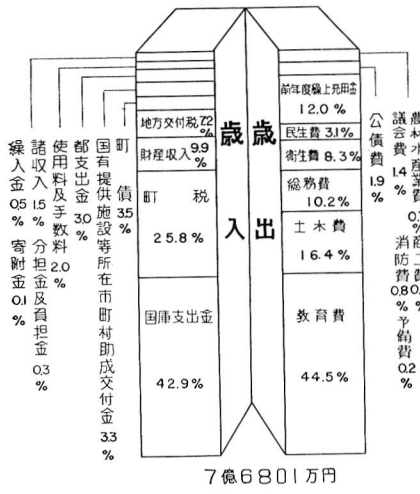 歳入
歳出
地方交付税 7.2%
財産収入 9.9%
町税
25.8%
国庫支出金
42.9%
前年度繰上充用金
12.0%
民生費 3.1%
衛生費 8.3%
総務費
10.2%
土木費
16.4%
教育費
44.5%
町債 3.5%
国有提供施設等所在市町村助成交付金 3.3%
都支出金 3.0%
使用料及手数料 2.0%
諸収入 1.5% 分担金及負担金 0.3%
繰入金 0.5% 寄附金 0.1%
公債費 1.9%
農林水産業費
議会費 1.4% 消防費 0.8% 予備費 0.2%
7億6801万円